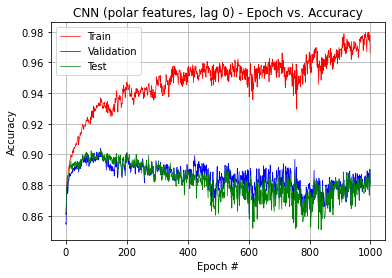 CNN (polar features, lag 0) - Epoch vs. Accuracy
Train
Validation
Test
Accuracy
0.98
0.96
0.94
0.92
0.90
0.88
0.86
0 200 400 600 800 1000
Epoch #